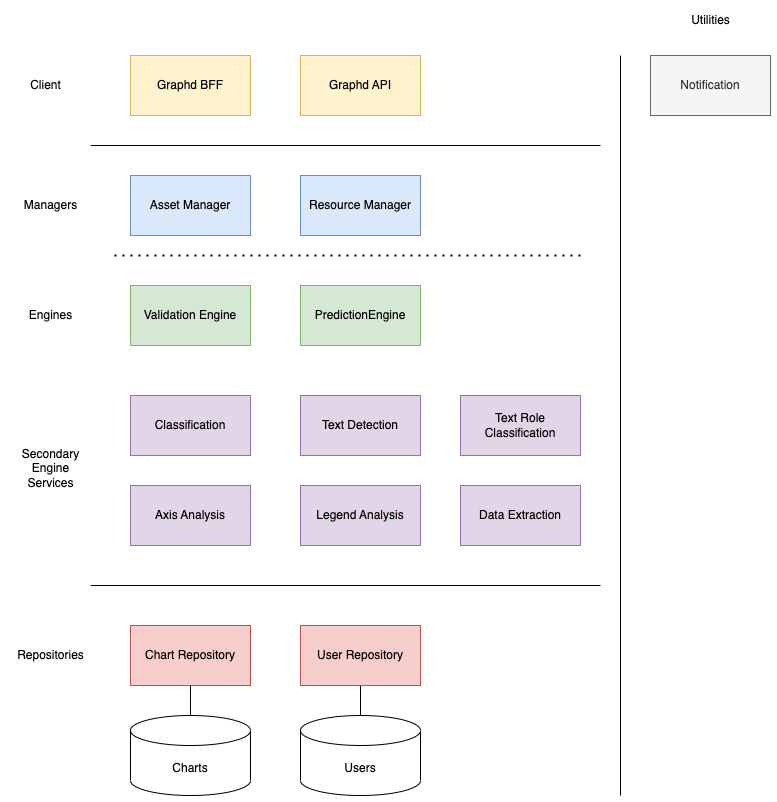 Utilities
Client
Graphd BFF
Graphd API
Notification
Managers
Asset Manager
Resource Manager
Engines
Validation Engine
PredictionEngine
Secondary
Engine
Services
Classification
Text Detection
Text Role
Classification
Axis Analysis
Legend Analysis
Data Extraction
Repositories
Chart Repository
User Repository
Charts
Users